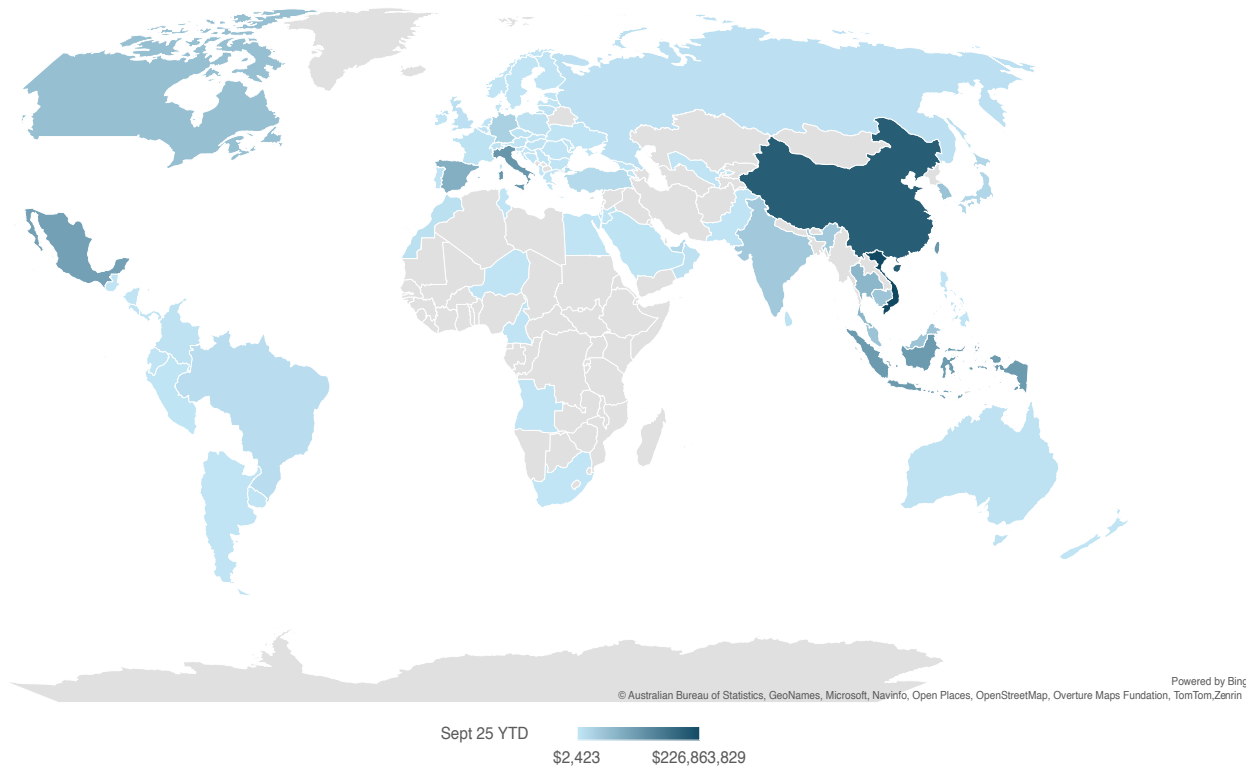 Powered by Bing
© Australian Bureau of Statistics, GeoNames, Microsoft, Navinfo, Open Places, OpenStreetMap, Overture Maps Fundation, TomTom,Zenrin
Sept 25 YTD
$2,423 $226,863,829